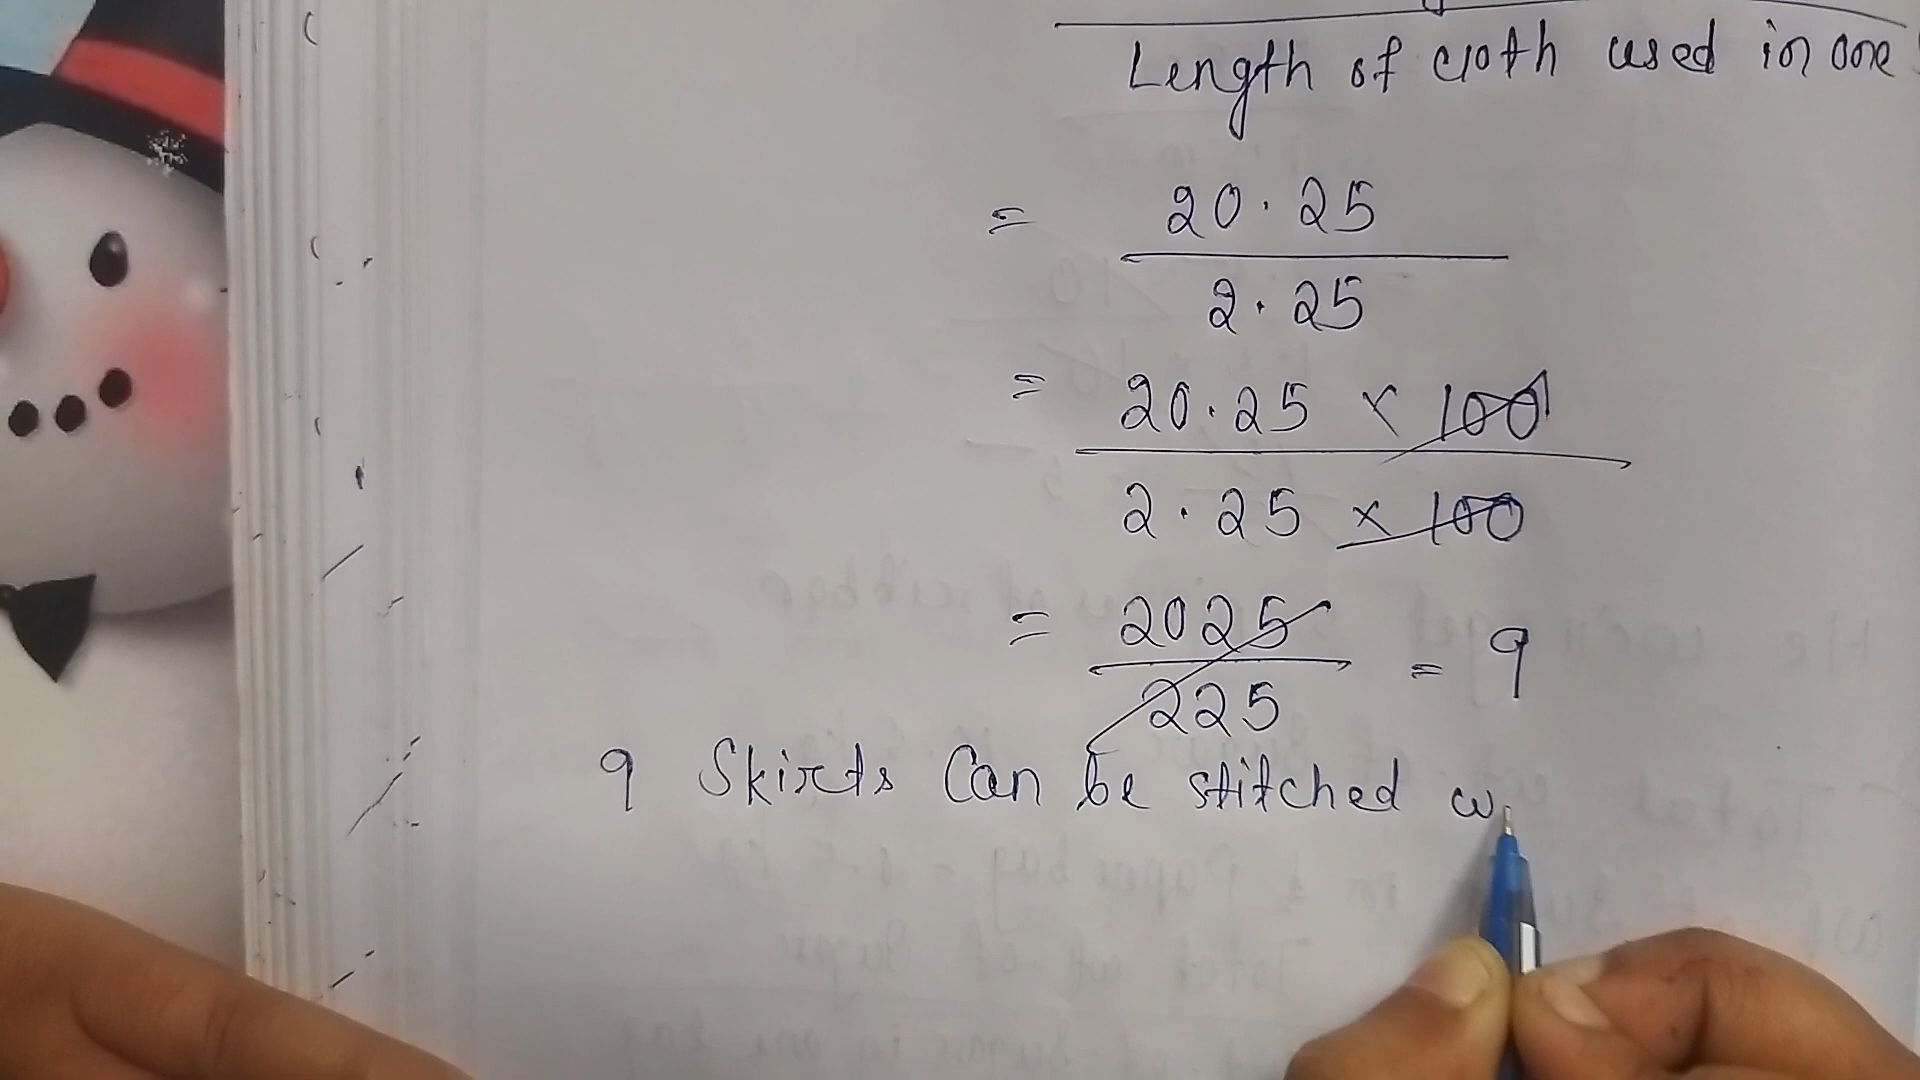 Length of cloth used in one
= 20.25
2.25
= 20.25 × 100
2.25 × 100
= 2025
225
= 9
9 Skirts Can be stitched w